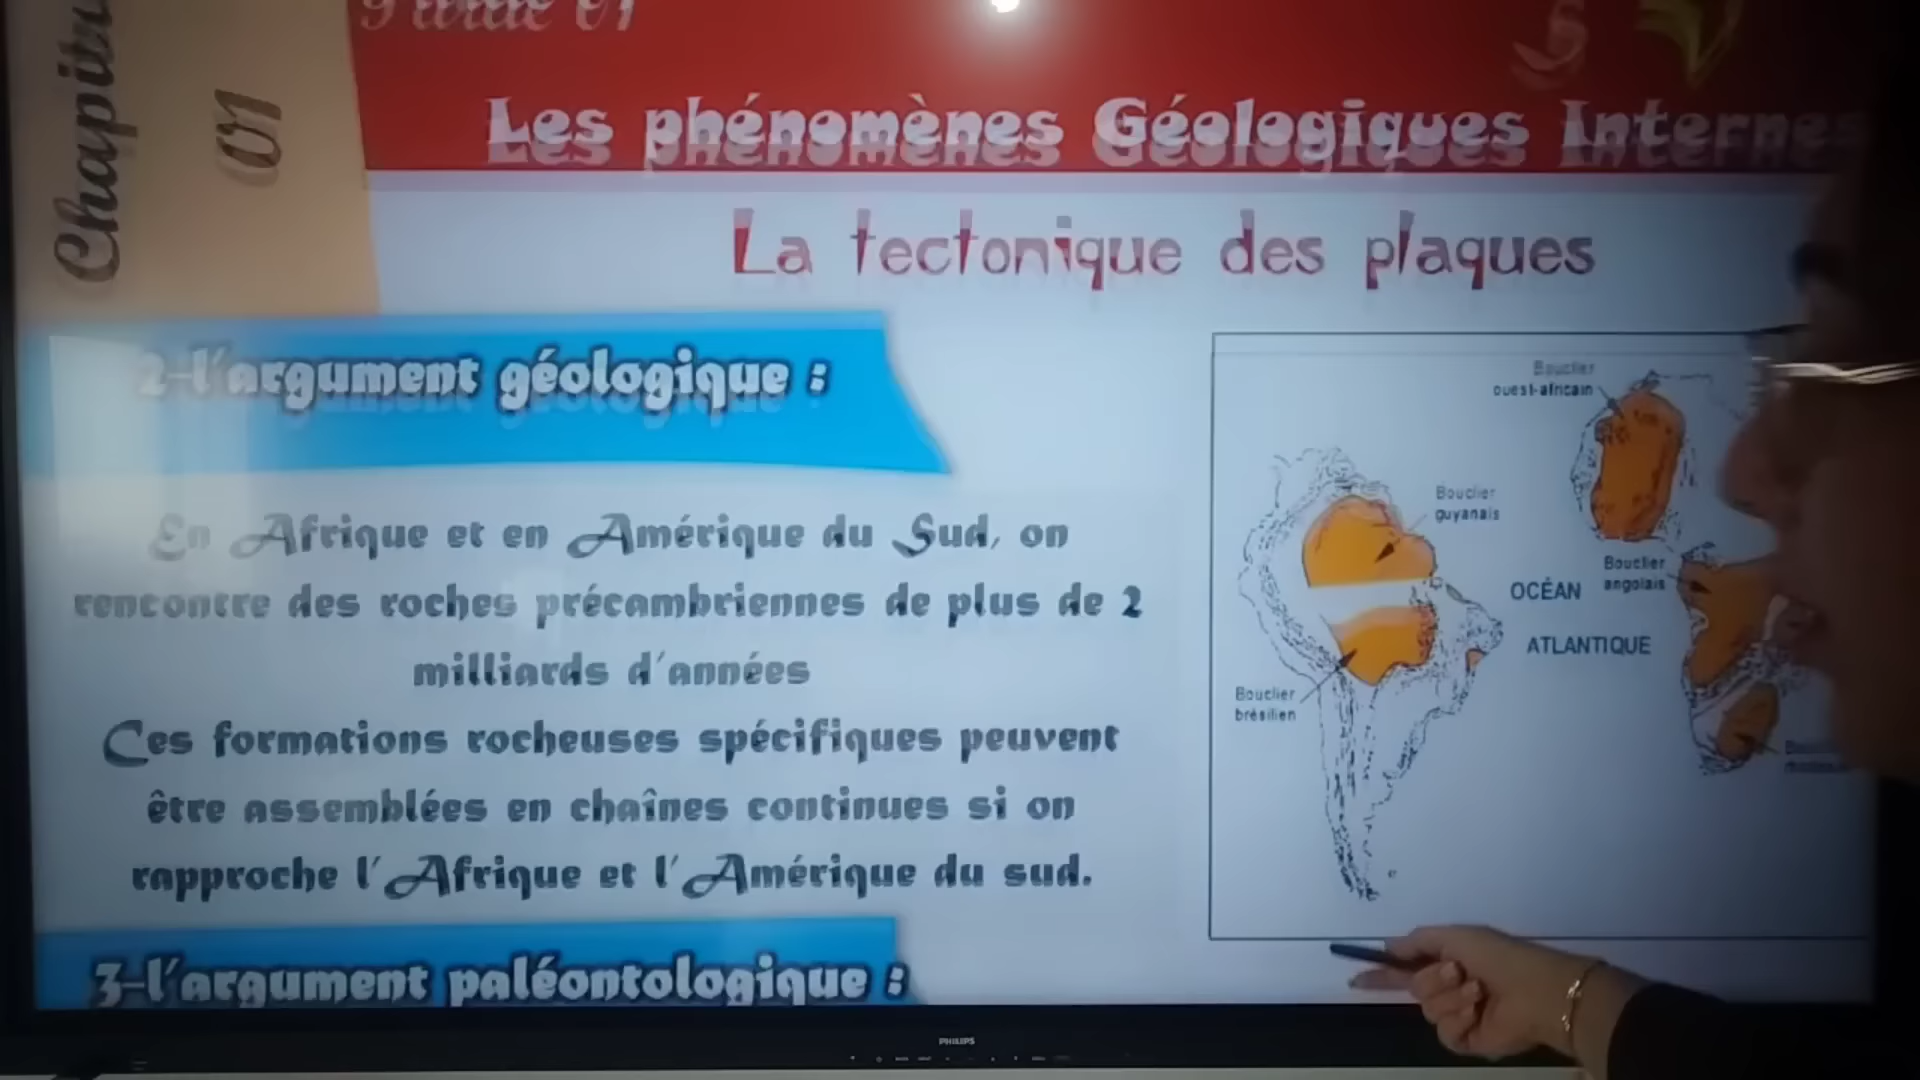 Chapitre
01
Les phénomènes Géologiques Internes
La tectonique des plaques
2-l'argument géologique :
En Afrique et en Amérique du Sud, on
rencontre des roches précambriennes de plus de 2
milliards d'années
Ces formations rocheuses spécifiques peuvent
être assemblées en chaînes continues si on
rapproche l'Afrique et l'Amérique du sud.
3-l'argument paléontologique :
Bouclier
ouest-africain
Bouclier
guyanais
Bouclier
angolais
OCÉAN
ATLANTIQUE
Bouclier
brésilien
PHILIPS